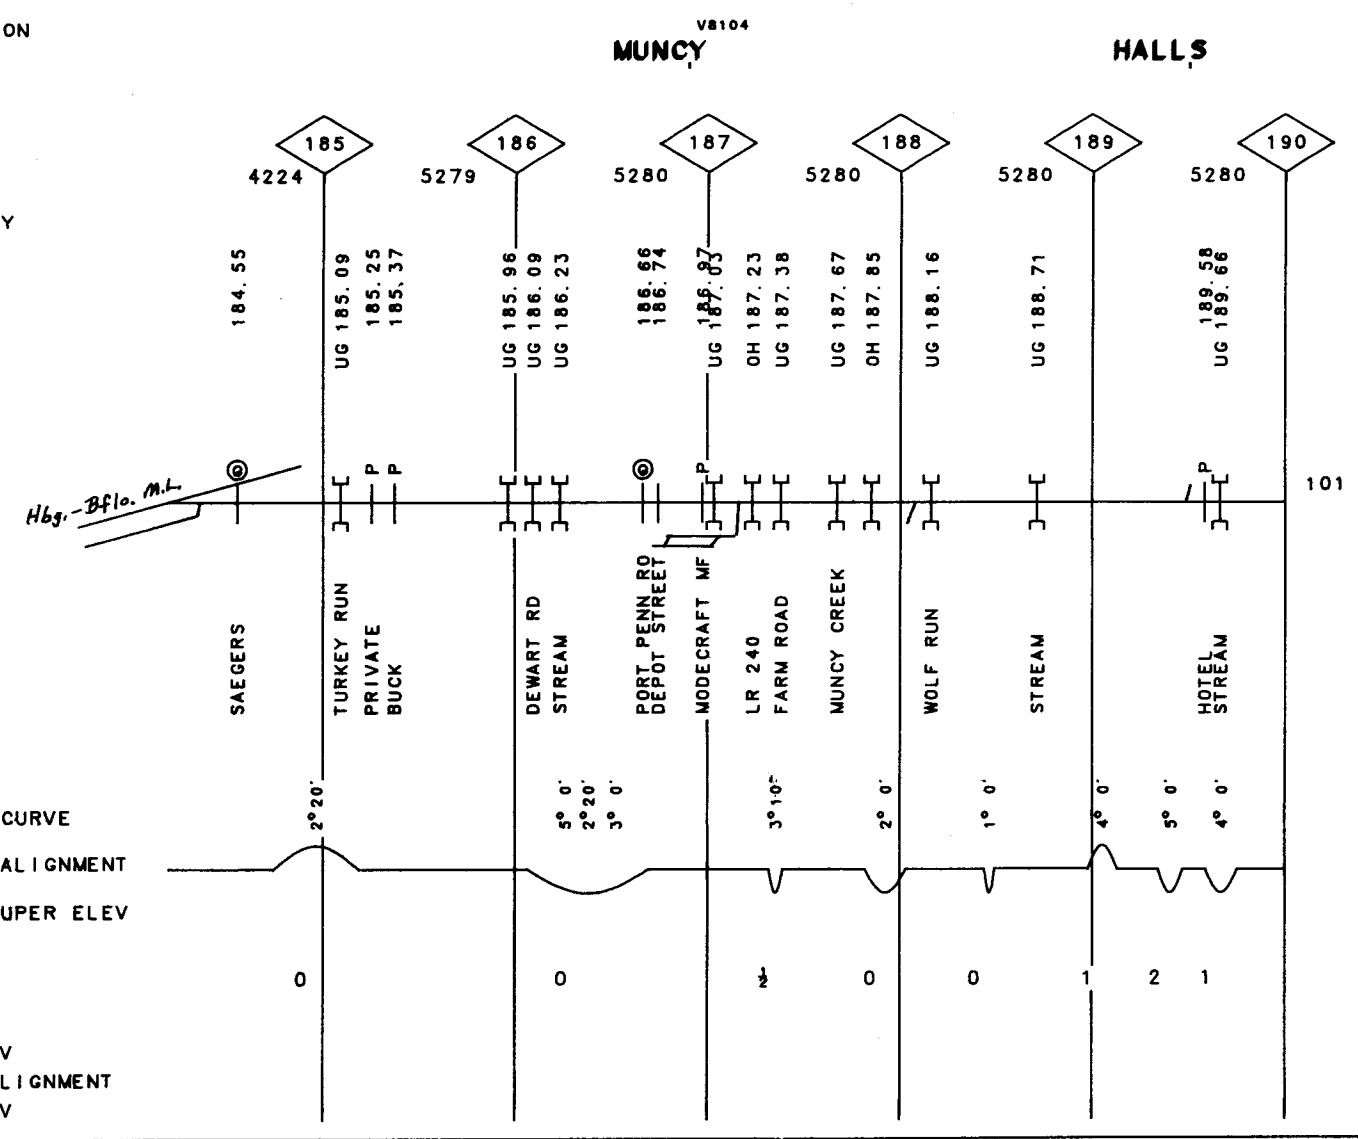 ON
V8104
MUNCY
HALLS
185
186
187
188
189
190
4224
5279
5280
5280
5280
5280
Y
184.55
UG 185.09
185.25
185.37
UG 185.96
UG 186.09
UG 186.23
186.66
186.74
186.97
UG 187.03
OH 187.23
UG 187.38
UG 187.67
OH 187.85
UG 188.16
UG 188.71
189.58
UG 189.66
P
P
P
P
101
Hbg.-Bflo. M.L.
SAEGERS
TURKEY RUN
PRIVATE
BUCK
DEWART RD
STREAM
PORT PENN RO
DEPOT STREET
MODECRAFT MF
LR 240
FARM ROAD
MUNCY CREEK
WOLF RUN
STREAM
HOTEL
STREAM
CURVE
2° 20'
5° 0'
2° 20'
3° 0'
3° 10'
2° 0'
1° 0'
4° 0'
5° 0'
4° 0'
ALIGNMENT
UPER ELEV
0
0
½
0
0
1
2
1
V
LIGNMENT
V